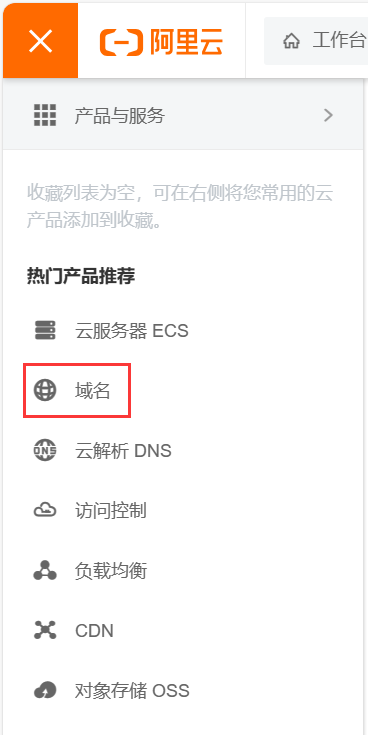 阿里云
工作台
产品与服务
收藏列表为空，可在右侧将您常用的云
产品添加到收藏。
热门产品推荐
云服务器 ECS
域名
DNS 云解析 DNS
访问控制
负载均衡
CDN
对象存储 OSS